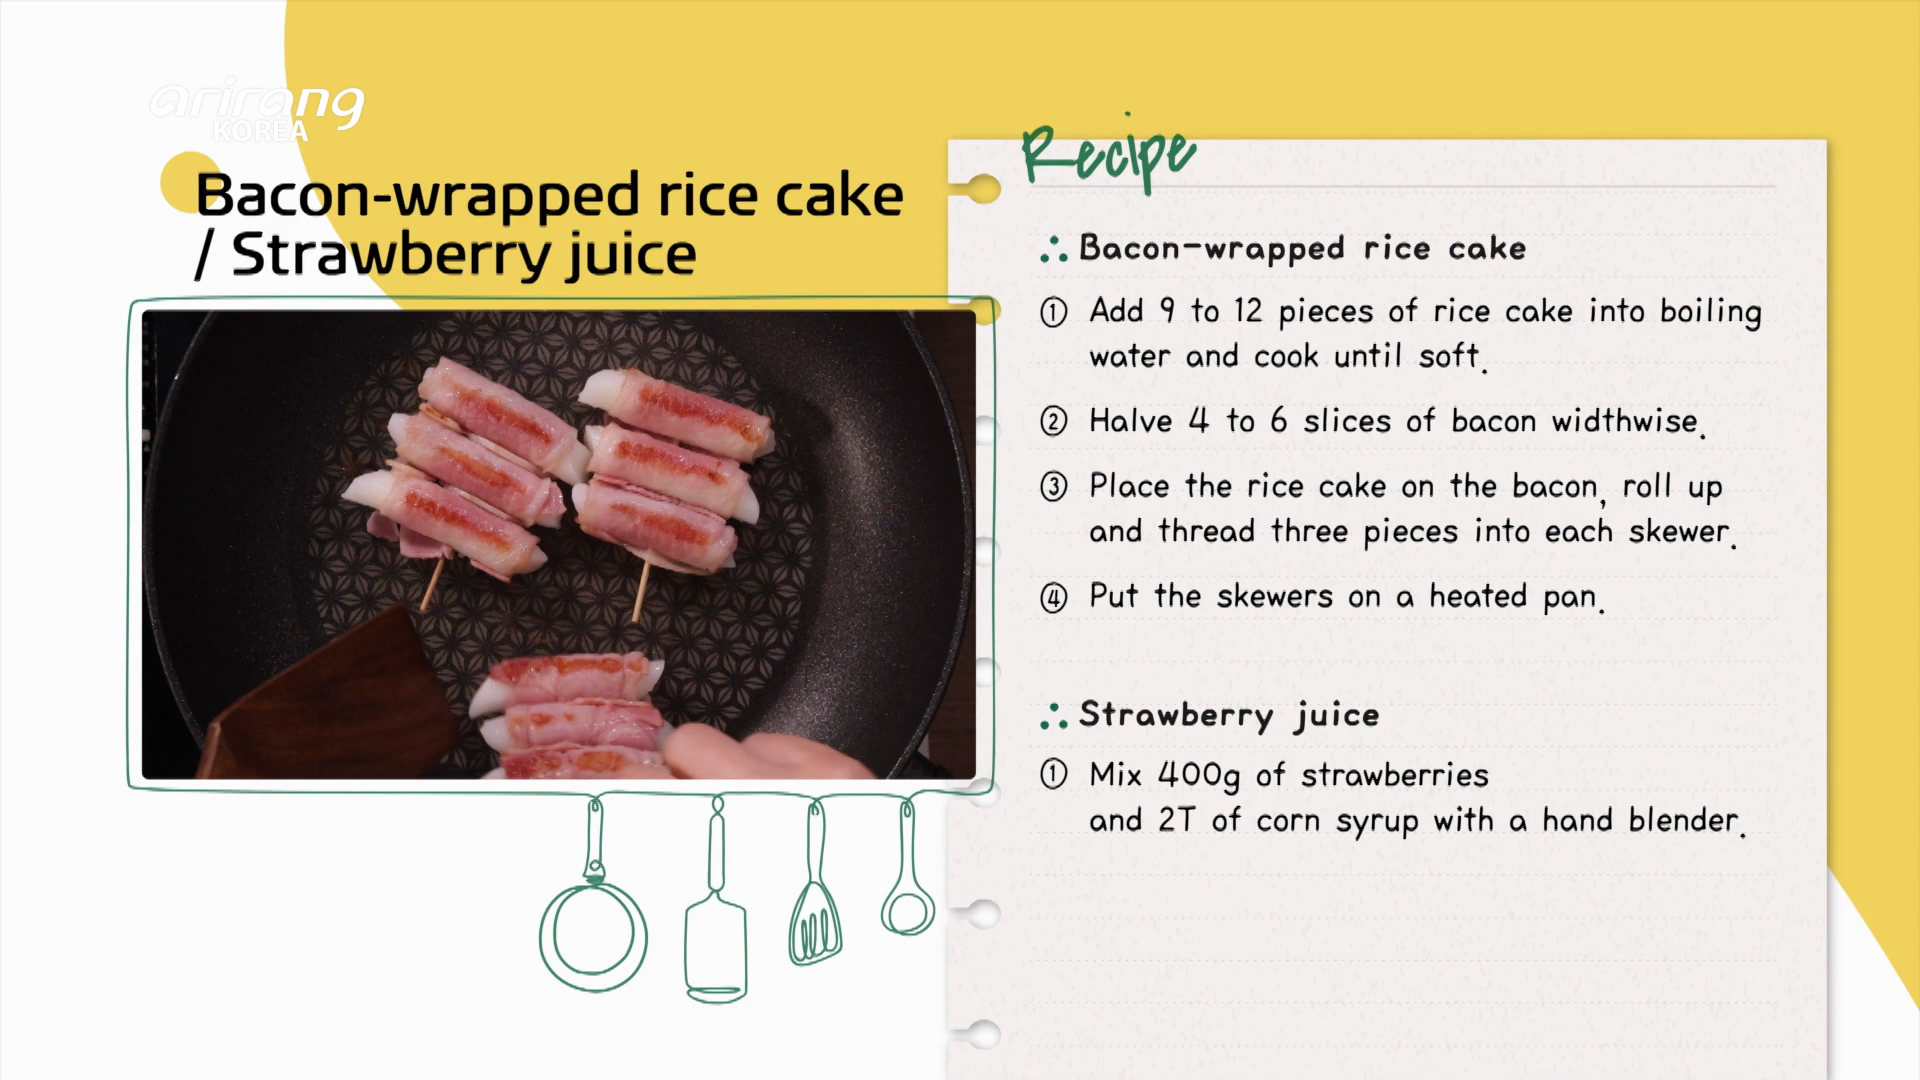 arirang
KOREA
Bacon-wrapped rice cake
/ Strawberry juice
Recipe
∴ Bacon-wrapped rice cake
① Add 9 to 12 pieces of rice cake into boiling
water and cook until soft.
② Halve 4 to 6 slices of bacon widthwise.
③ Place the rice cake on the bacon, roll up
and thread three pieces into each skewer.
④ Put the skewers on a heated pan.
∴ Strawberry juice
① Mix 400g of strawberries
and 2T of corn syrup with a hand blender.